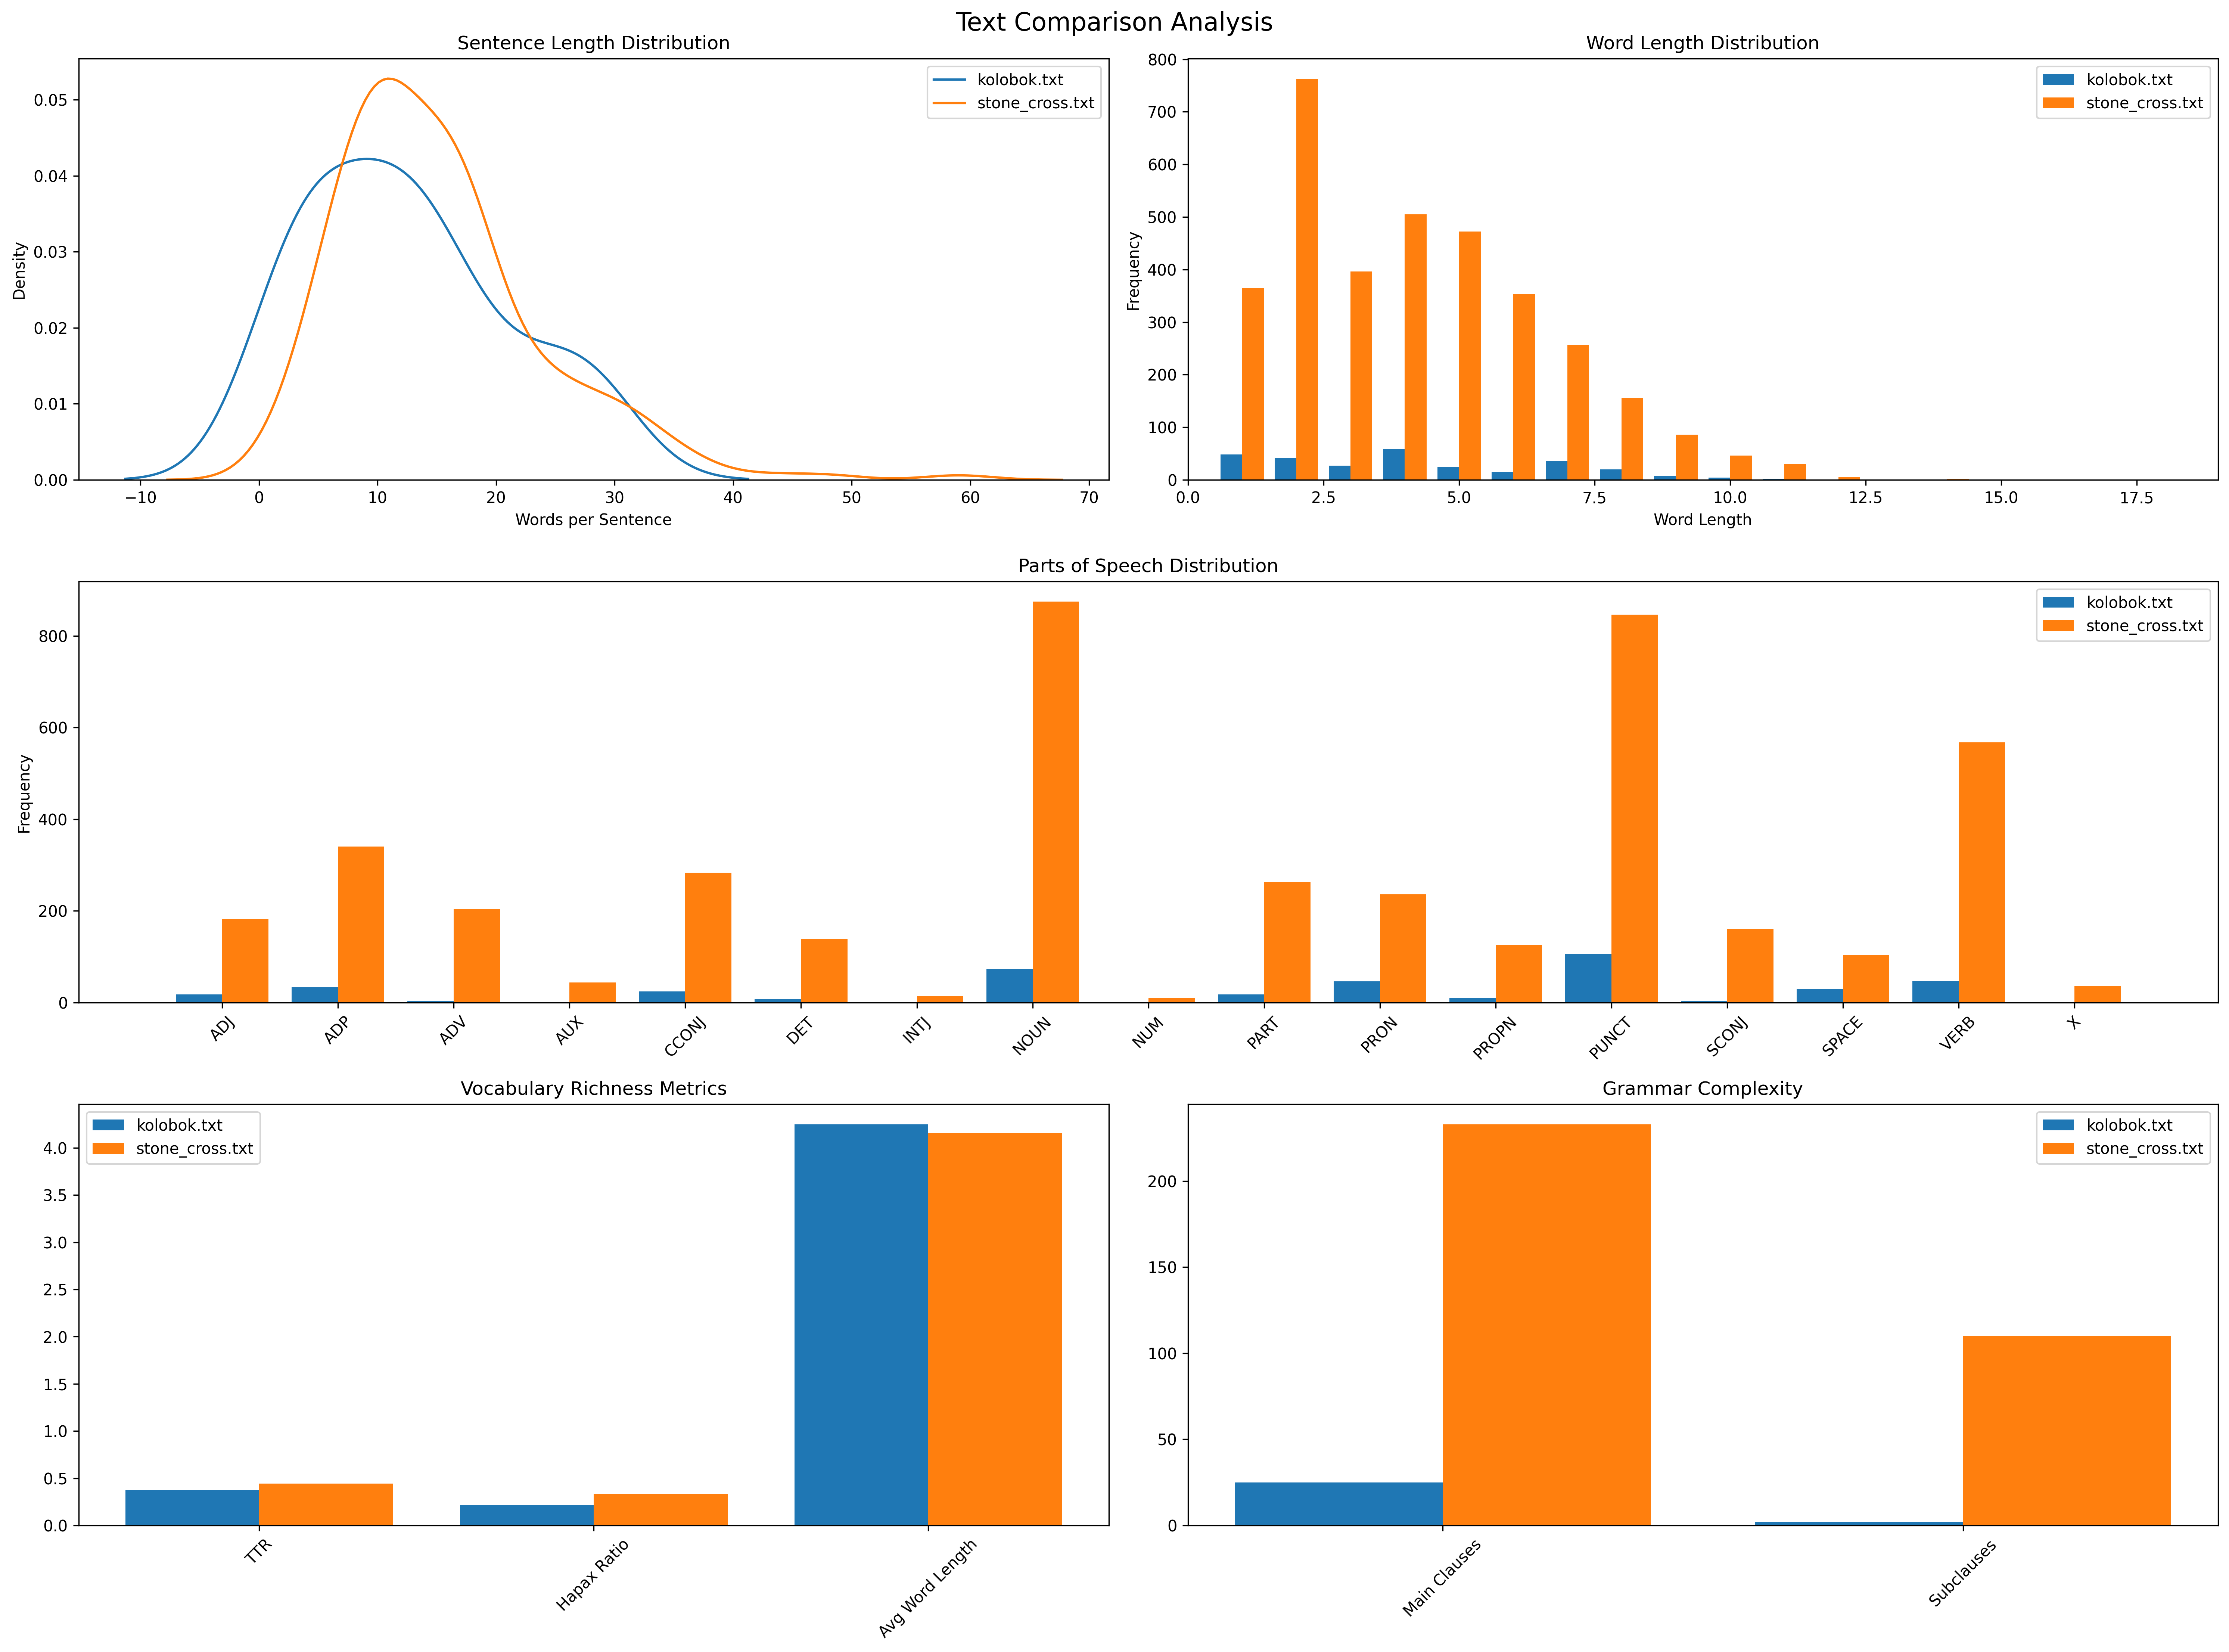 Text Comparison Analysis
Sentence Length Distribution
kolobok.txt
stone_cross.txt
0.05
0.04
0.03
0.02
0.01
0.00
Density
−10 0 10 20 30 40 50 60 70
Words per Sentence
Word Length Distribution
kolobok.txt
stone_cross.txt
800
700
600
500
400
300
200
100
0
Frequency
0.0 2.5 5.0 7.5 10.0 12.5 15.0 17.5
Word Length
Parts of Speech Distribution
kolobok.txt
stone_cross.txt
800
600
400
200
0
Frequency
ADJ ADP ADV AUX CCONJ DET INTJ NOUN NUM PART PRON PROPN PUNCT SCONJ SPACE VERB X
Vocabulary Richness Metrics
kolobok.txt
stone_cross.txt
4.0
3.5
3.0
2.5
2.0
1.5
1.0
0.5
0.0
TTR Hapax Ratio Avg Word Length
Grammar Complexity
kolobok.txt
stone_cross.txt
200
150
100
50
0
Main Clauses Subclauses